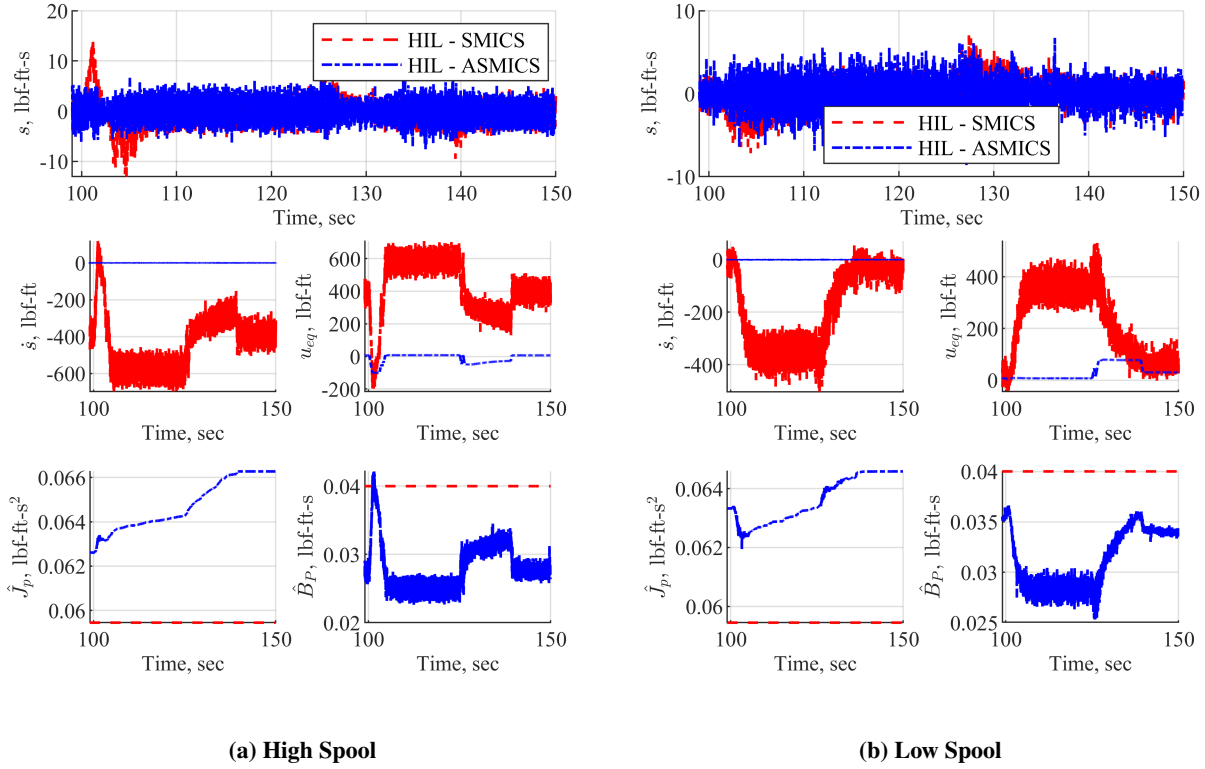 20
10
0
-10
s, lbf-ft-s
HIL - SMICS
HIL - ASMICS
100 110 120 130 140 150
Time, sec
10
0
-10
s, lbf-ft-s
HIL - SMICS
HIL - ASMICS
100 110 120 130 140 150
Time, sec
0
-200
-400
-600
ṡ, lbf-ft
100 150
Time, sec
600
400
200
0
-200
u_eq, lbf-ft
100 150
Time, sec
0
-200
-400
ṡ, lbf-ft
100 150
Time, sec
400
200
0
u_eq, lbf-ft
100 150
Time, sec
0.066
0.064
0.062
0.06
Ĵ_p, lbf-ft-s²
100 150
Time, sec
0.04
0.03
0.02
B̂_P, lbf-ft-s
100 150
Time, sec
0.064
0.062
0.06
Ĵ_p, lbf-ft-s²
100 150
Time, sec
0.04
0.035
0.03
0.025
B̂_P, lbf-ft-s
100 150
Time, sec
(a) High Spool
(b) Low Spool